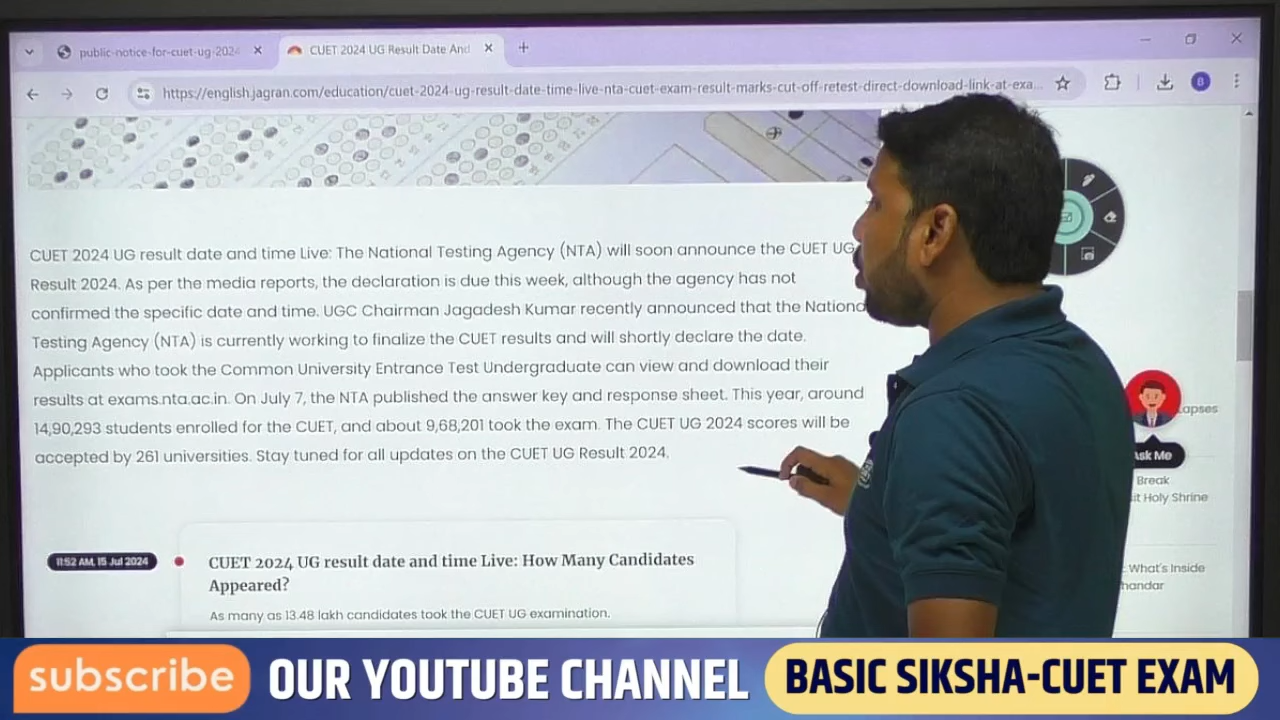 public-notice-for-cuet-ug-2024
CUET 2024 UG Result Date And
https://english.jagran.com/education/cuet-2024-ug-result-date-time-live-nta-cuet-exam-result-marks-cut-off-retest-direct-download-link-at-exa...
CUET 2024 UG result date and time Live: The National Testing Agency (NTA) will soon announce the CUET UG
Result 2024. As per the media reports, the declaration is due this week, although the agency has not
confirmed the specific date and time. UGC Chairman Jagadesh Kumar recently announced that the Nationa
Testing Agency (NTA) is currently working to finalize the CUET results and will shortly declare the date.
Applicants who took the Common University Entrance Test Undergraduate can view and download their
results at exams.nta.ac.in. On July 7, the NTA published the answer key and response sheet. This year, around
14,90,293 students enrolled for the CUET, and about 9,68,201 took the exam. The CUET UG 2024 scores will be
accepted by 261 universities. Stay tuned for all updates on the CUET UG Result 2024.
Lapses
Ask Me
Break
it Holy Shrine
11:52 AM, 15 Jul 2024
CUET 2024 UG result date and time Live: How Many Candidates
Appeared?
As many as 13.48 lakh candidates took the CUET UG examination.
: What's Inside
handar
subscribe OUR YOUTUBE CHANNEL BASIC SIKSHA-CUET EXAM